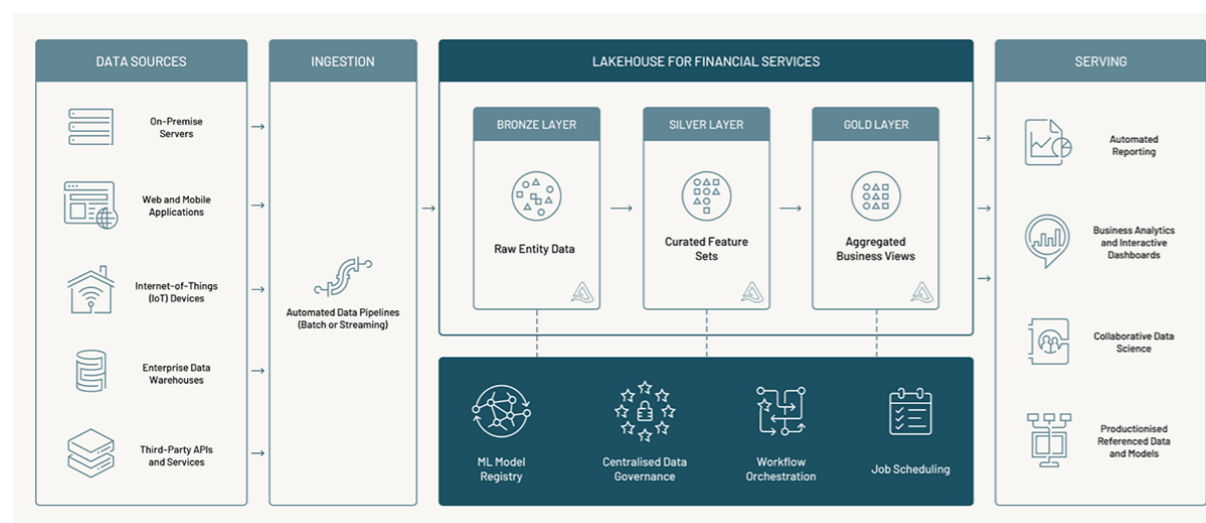 DATA SOURCES
On-Premise
Servers
Web and Mobile
Applications
Internet-of-Things
(IoT) Devices
Enterprise Data
Warehouses
Third-Party APIs
and Services
INGESTION
Automated Data Pipelines
(Batch or Streaming)
LAKEHOUSE FOR FINANCIAL SERVICES
BRONZE LAYER
Raw Entity Data
SILVER LAYER
Curated Feature
Sets
GOLD LAYER
Aggregated
Business Views
ML Model
Registry
Centralised Data
Governance
Workflow
Orchestration
Job Scheduling
SERVING
Automated
Reporting
Business Analytics
and Interactive
Dashboards
Collaborative Data
Science
Productionised
Referenced Data
and Models